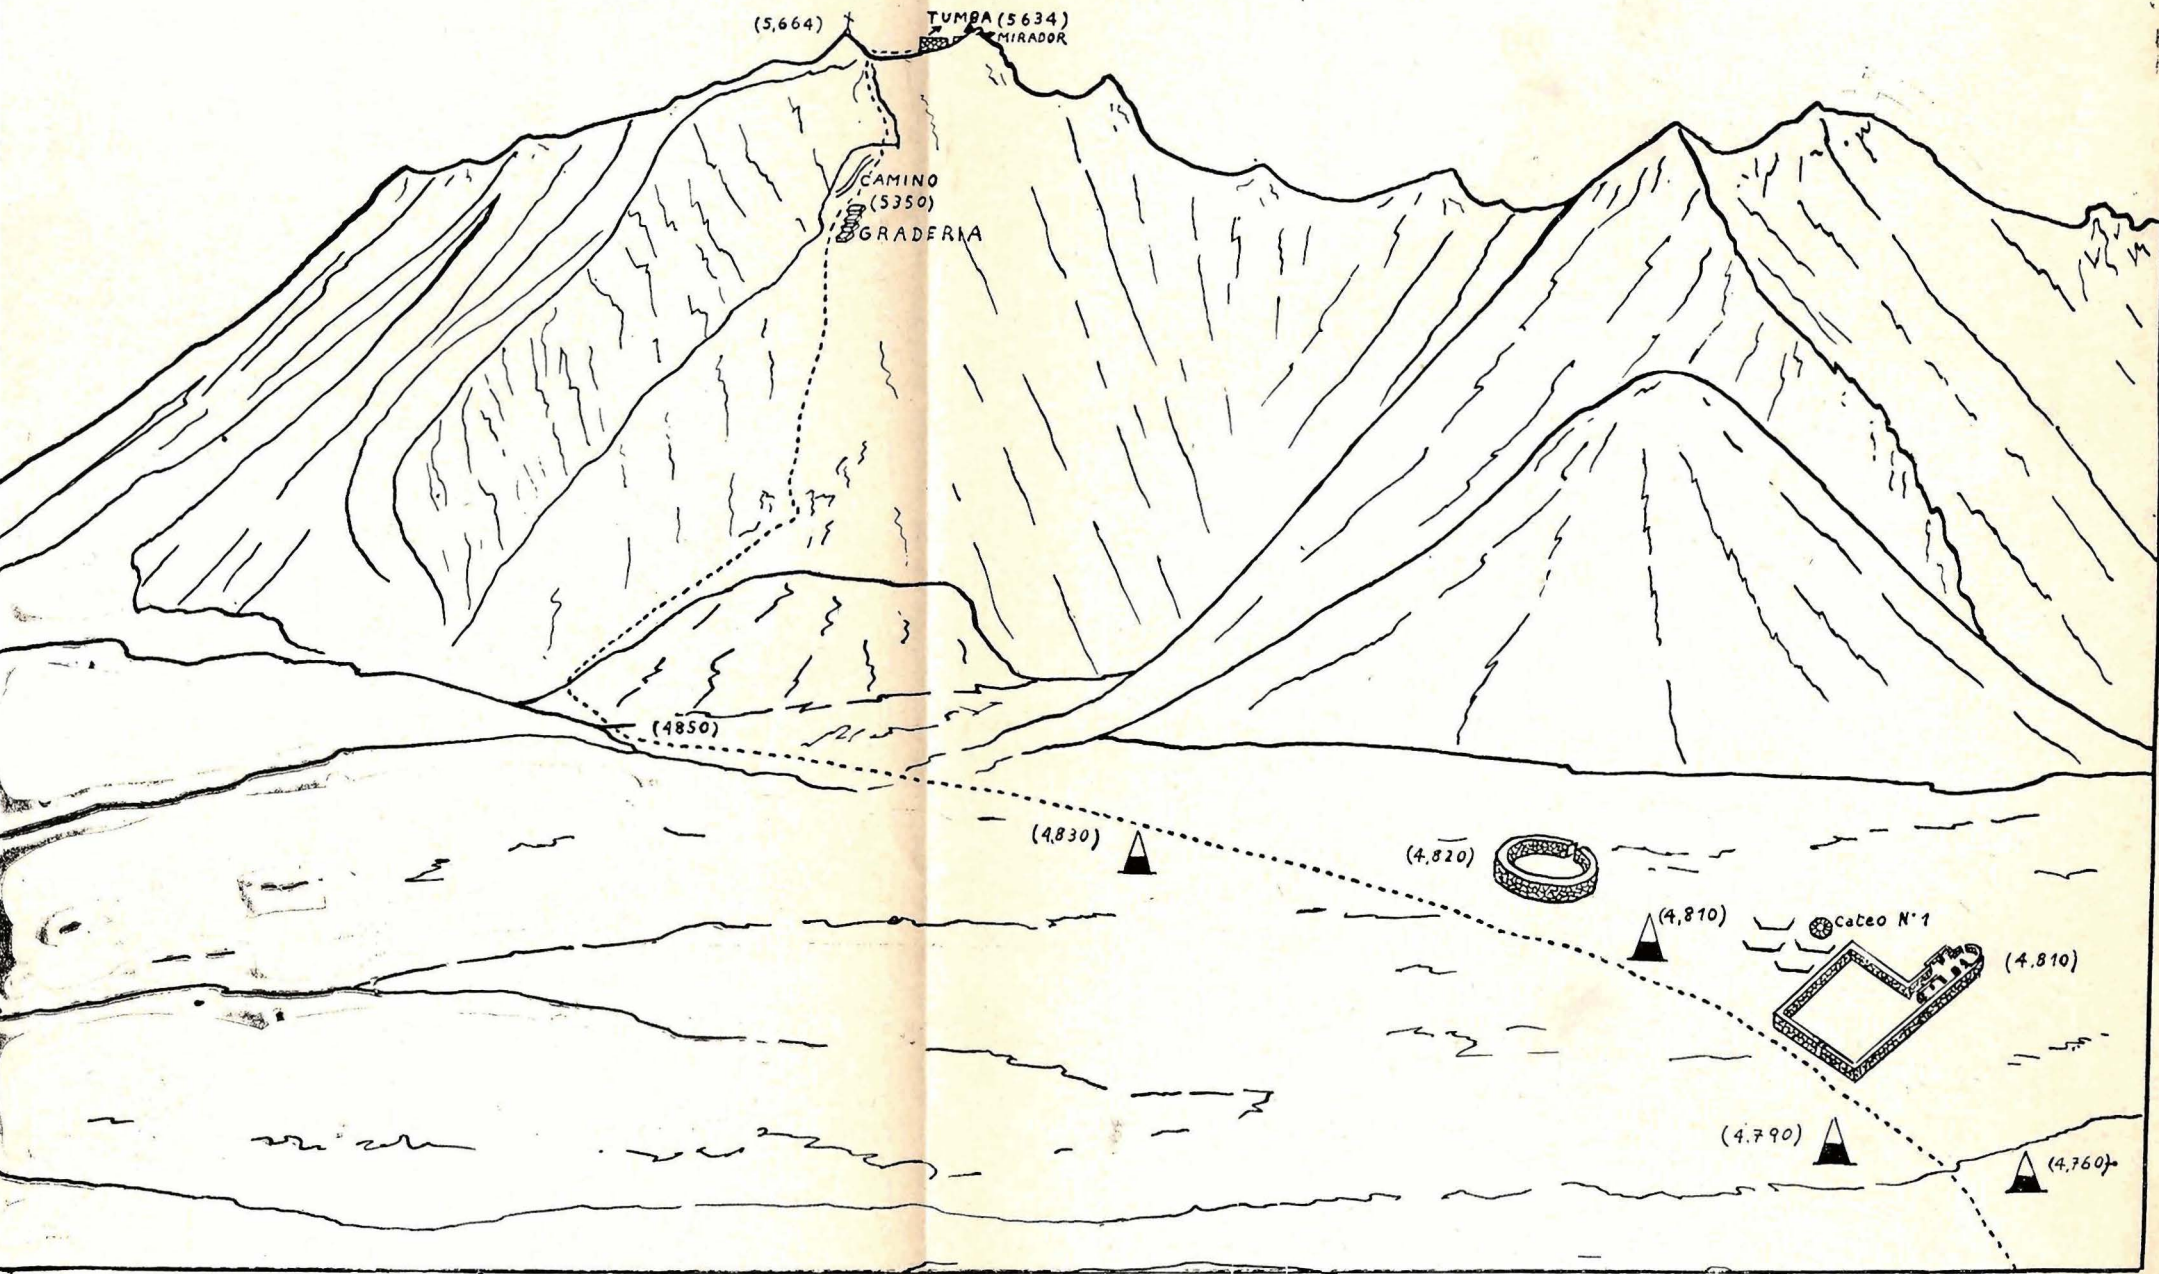 (5,664)
TUMBA (5634)
MIRADOR
CAMINO
(5350)
GRADERIA
(4850)
(4,830)
(4,820)
(4,810)
Cateo N°1
(4.810)
(4.790)
(4,760)